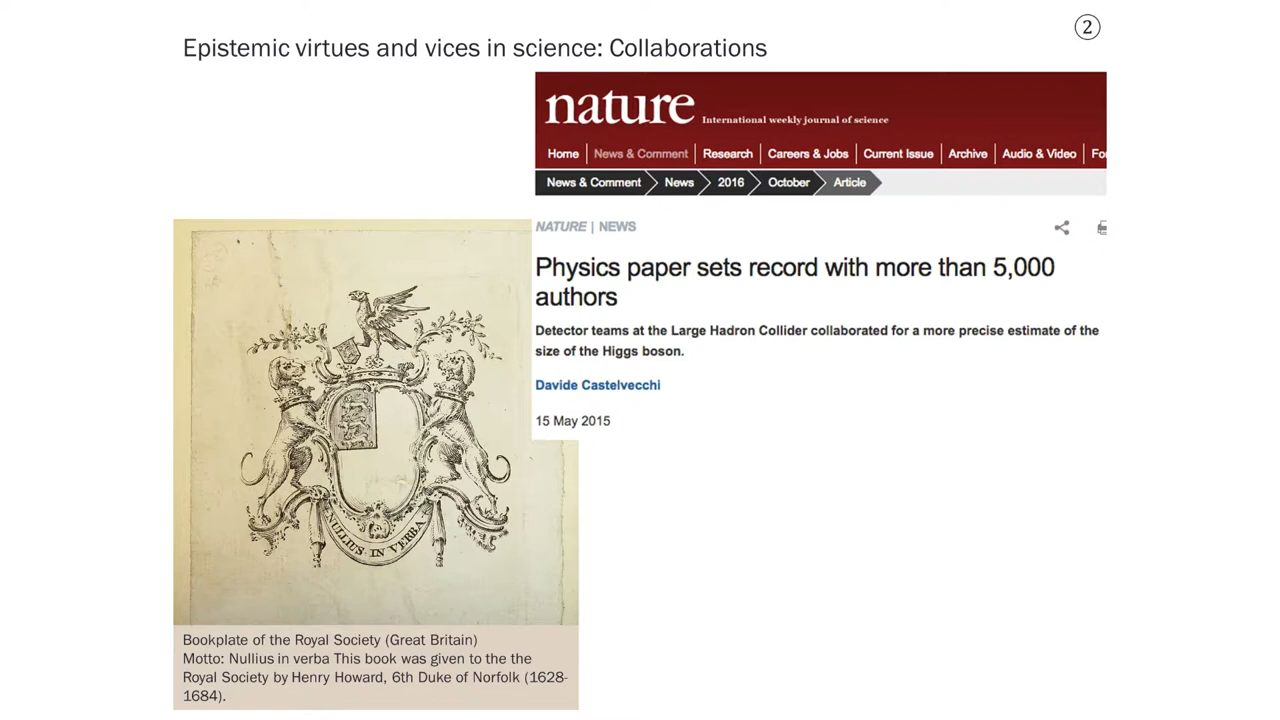 ②
Epistemic virtues and vices in science: Collaborations
nature International weekly journal of science
Home News & Comment Research Careers & Jobs Current Issue Archive Audio & Video
News & Comment News 2016 October Article
NATURE | NEWS
Physics paper sets record with more than 5,000
authors
Detector teams at the Large Hadron Collider collaborated for a more precise estimate of the
size of the Higgs boson.
Davide Castelvecchi
15 May 2015
NULLIUS IN VERBA
Bookplate of the Royal Society (Great Britain)
Motto: Nullius in verba This book was given to the the
Royal Society by Henry Howard, 6th Duke of Norfolk (1628-
1684).